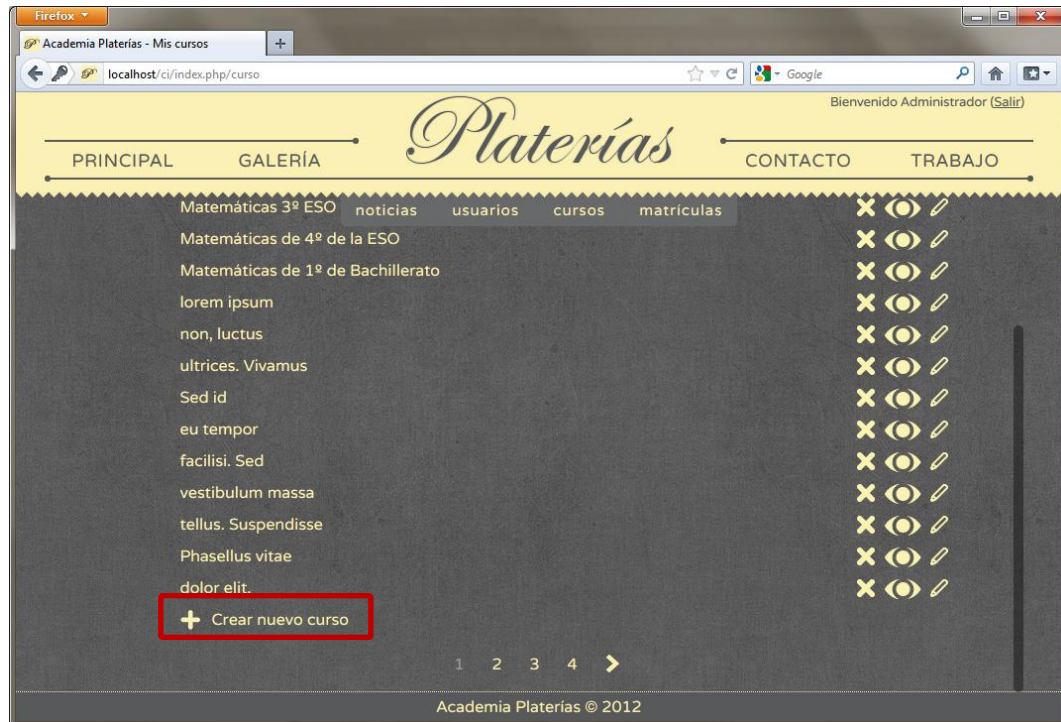 Firefox
Academia Platerías - Mis cursos
localhost/ci/index.php/curso
Google
Bienvenido Administrador (Salir)
PRINCIPAL GALERÍA Platerías CONTACTO TRABAJO
Matemáticas 3º ESO
noticias usuarios cursos matrículas
Matemáticas de 4º de la ESO
Matemáticas de 1º de Bachillerato
lorem ipsum
non, luctus
ultrices. Vivamus
Sed id
eu tempor
facilisi. Sed
vestibulum massa
tellus. Suspendisse
Phasellus vitae
dolor elit.
Crear nuevo curso
1 2 3 4
Academia Platerías © 2012